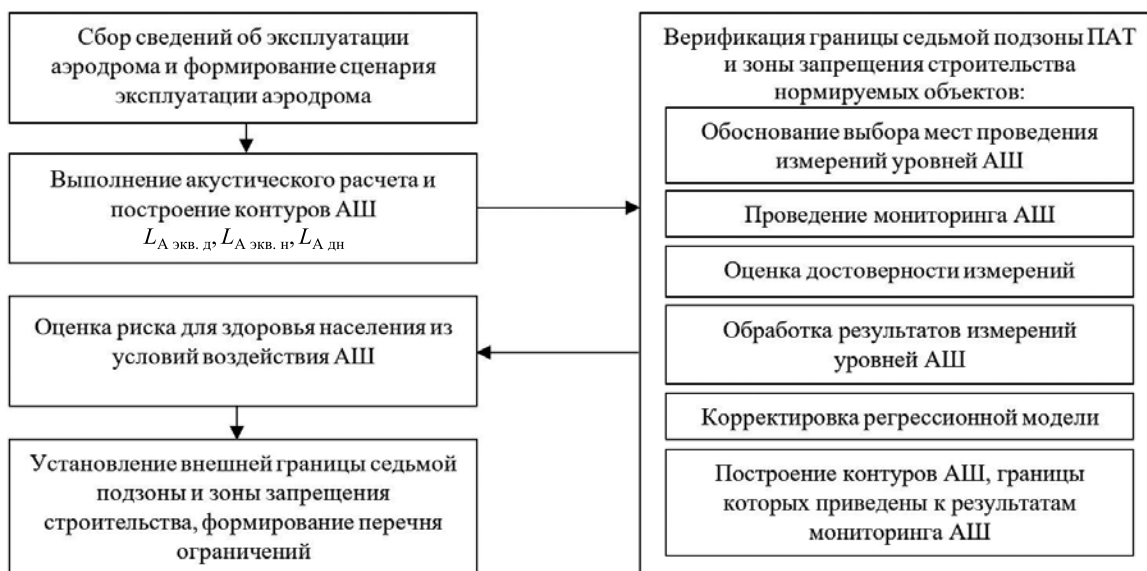 Сбор сведений об эксплуатации
аэродрома и формирование сценария
эксплуатации аэродрома
Выполнение акустического расчета и
построение контуров АШ
L А экв. д, L А экв. н, L А дн
Верификация границы седьмой подзоны ПАТ
и зоны запрещения строительства
нормируемых объектов:
Обоснование выбора мест проведения
измерений уровней АШ
Проведение мониторинга АШ
Оценка достоверности измерений
Обработка результатов измерений
уровней АШ
Корректировка регрессионной модели
Построение контуров АШ, границы
которых приведены к результатам
мониторинга АШ
Оценка риска для здоровья населения из
условий воздействия АШ
Установление внешней границы седьмой
подзоны и зоны запрещения
строительства, формирование перечня
ограничений